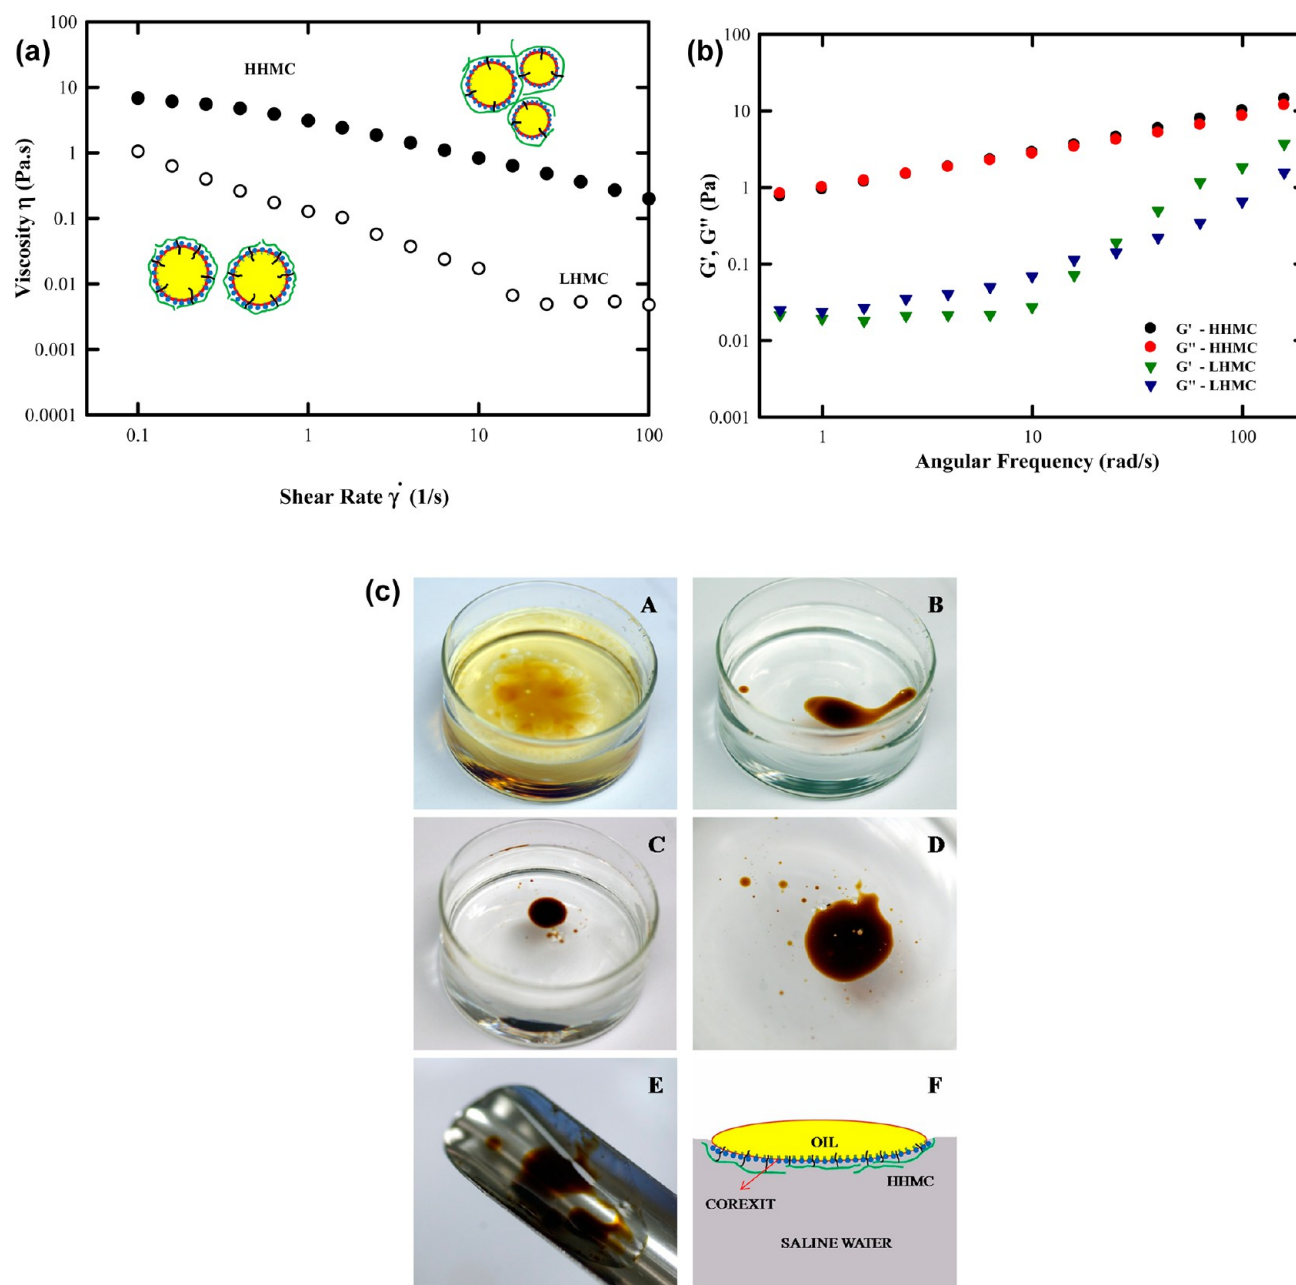 (a)
100
10
1
0.1
0.01
0.001
0.0001
Viscosity η (Pa.s)
HHMC
LHMC
0.1 1 10 100
Shear Rate γ̇ (1/s)
(b)
100
10
1
0.1
0.01
0.001
G', G" (Pa)
G' - HHMC
G" - HHMC
G' - LHMC
G" - LHMC
1 10 100
Angular Frequency (rad/s)
(c)
A
B
C
D
E
F
OIL
HHMC
COREXIT
SALINE WATER